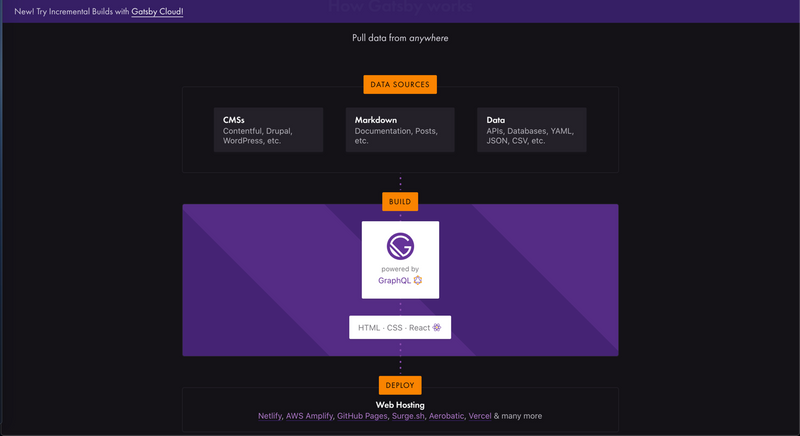 New! Try Incremental Builds with Gatsby Cloud!
How Gatsby works
Pull data from anywhere
DATA SOURCES
CMSs
Contentful, Drupal,
WordPress, etc.
Markdown
Documentation, Posts,
etc.
Data
APIs, Databases, YAML,
JSON, CSV, etc.
BUILD
powered by
GraphQL
HTML · CSS · React
DEPLOY
Web Hosting
Netlify, AWS Amplify, GitHub Pages, Surge.sh, Aerobatic, Vercel & many more